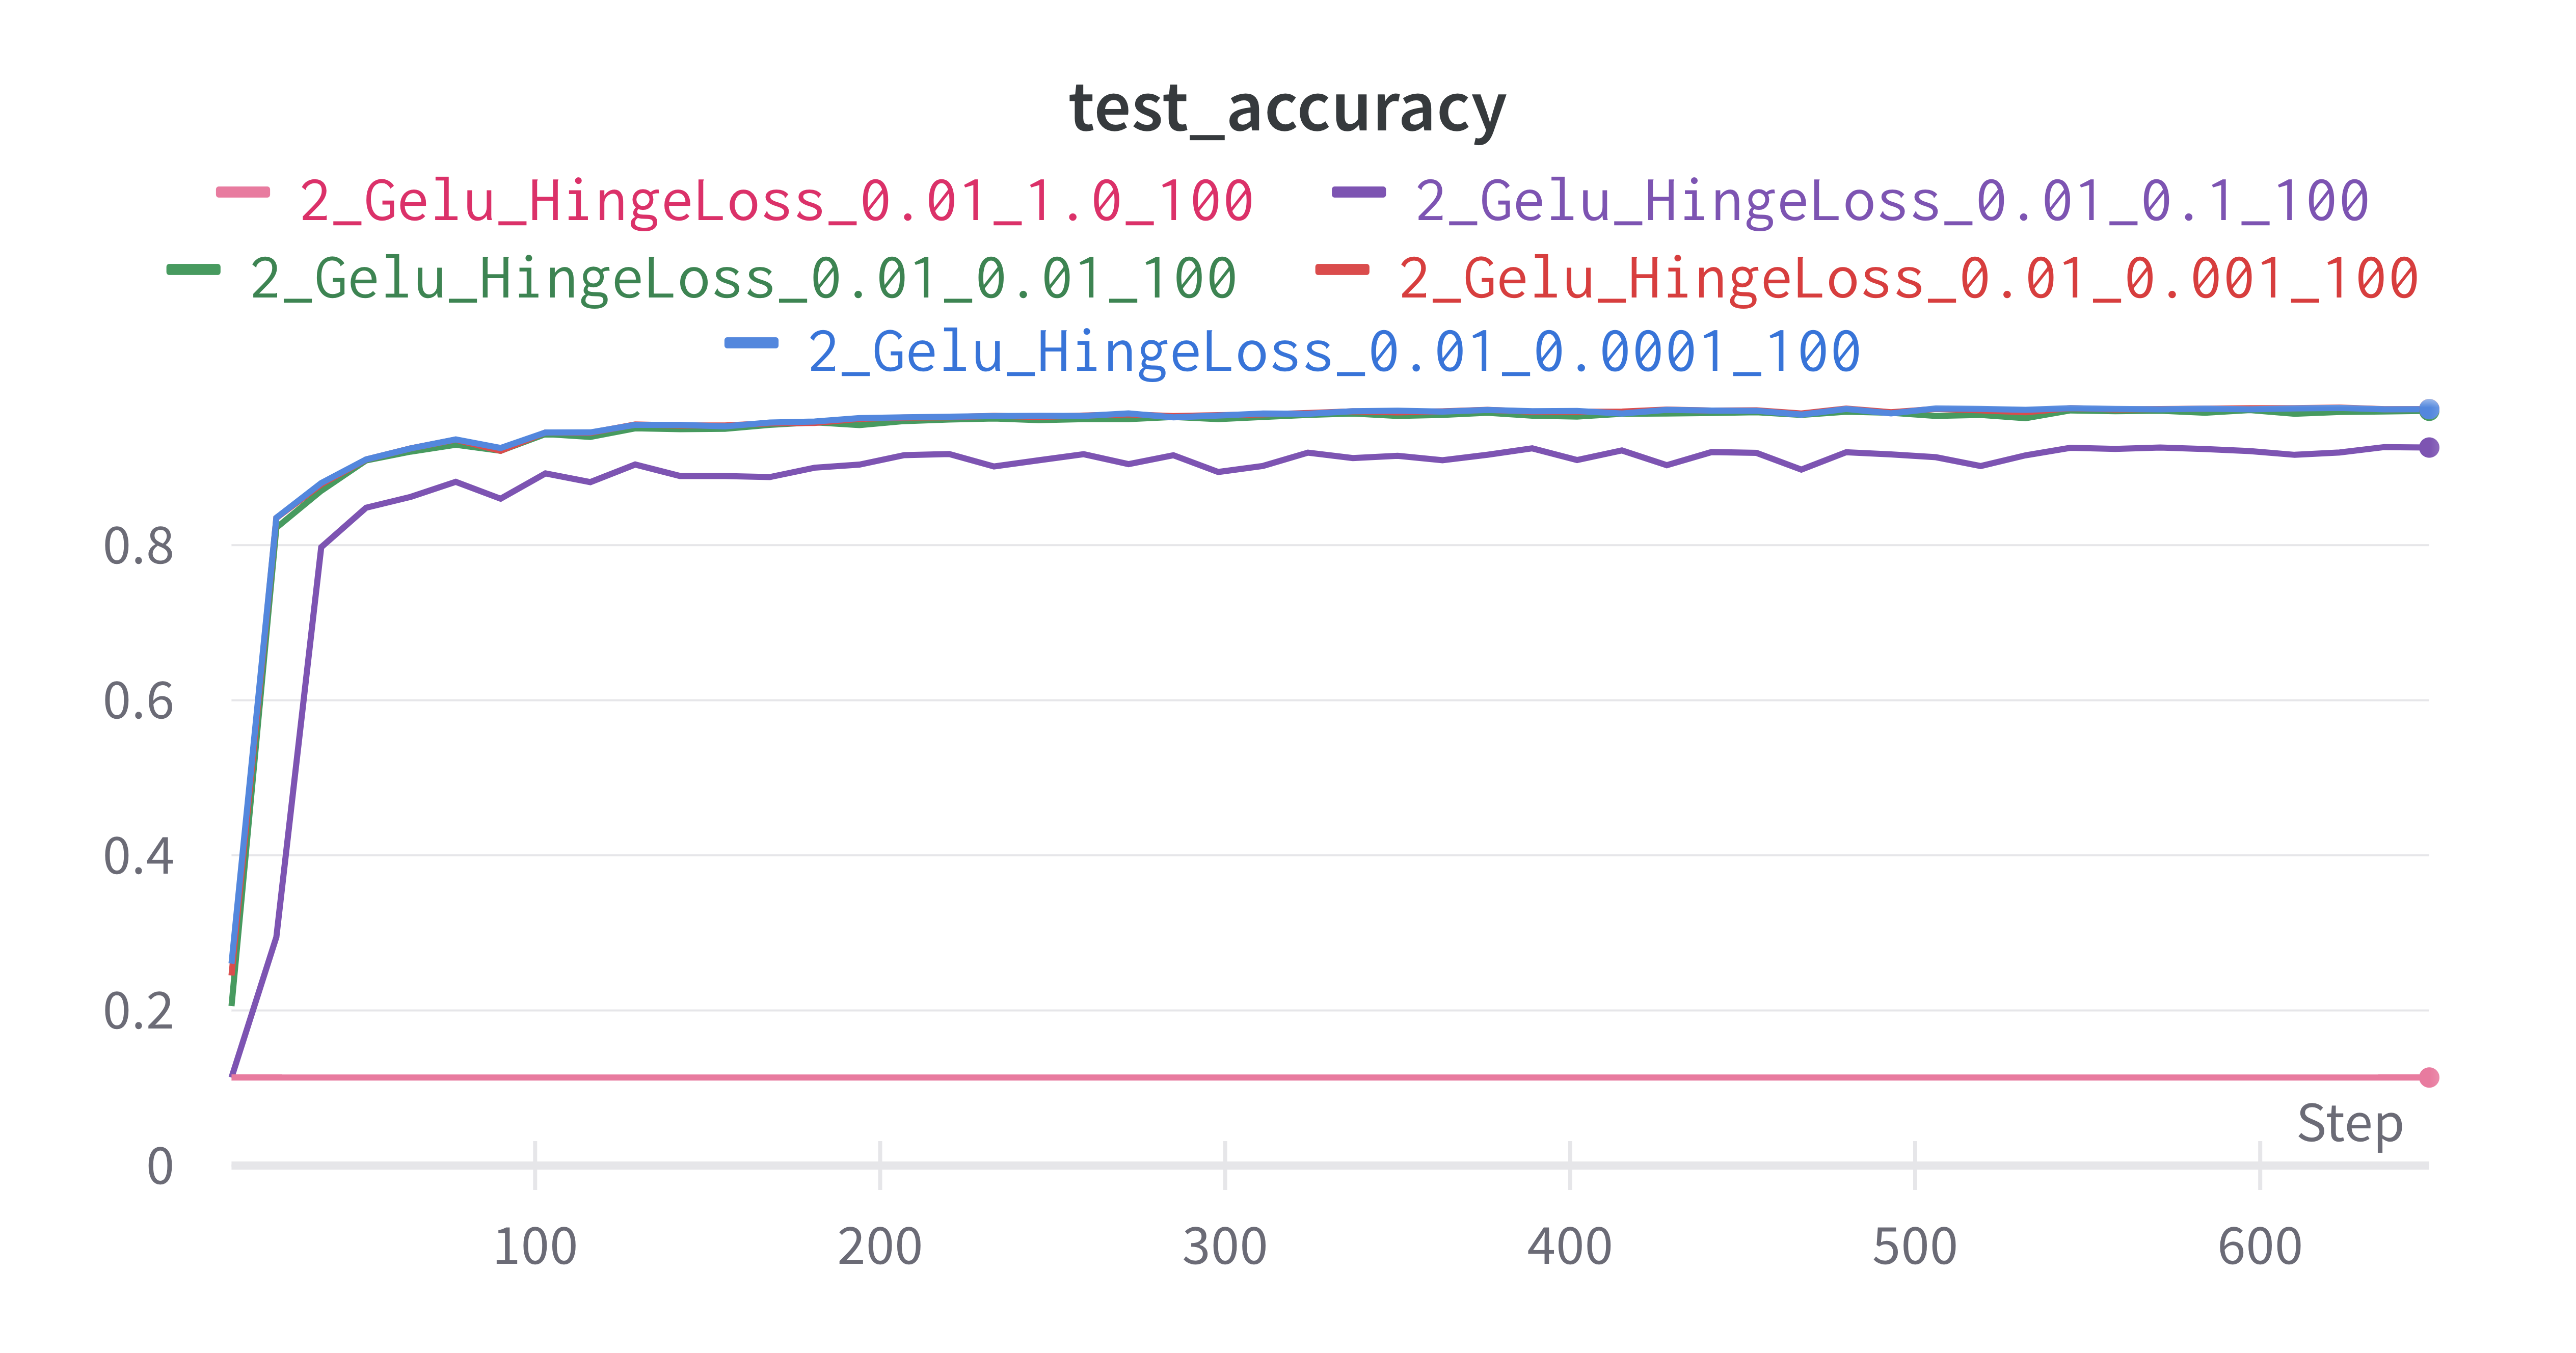 test_accuracy
2_Gelu_HingeLoss_0.01_1.0_100 2_Gelu_HingeLoss_0.01_0.1_100
2_Gelu_HingeLoss_0.01_0.01_100 2_Gelu_HingeLoss_0.01_0.001_100
2_Gelu_HingeLoss_0.01_0.0001_100
0.8
0.6
0.4
0.2
Step
0
100 200 300 400 500 600